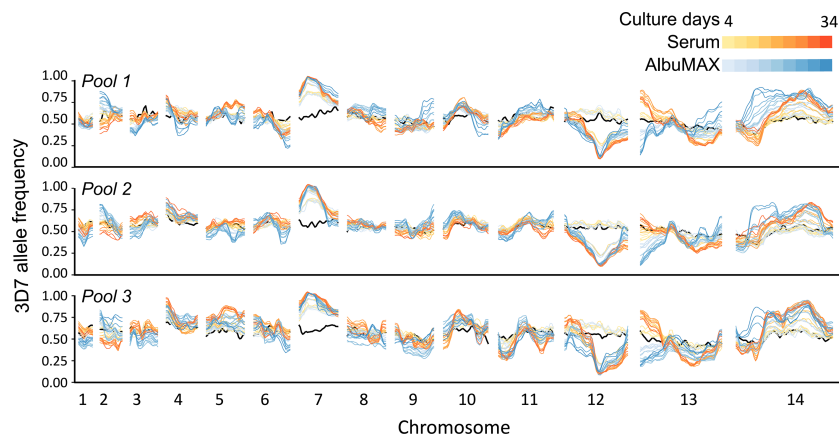 Culture days 4 34
Serum
AlbuMAX
3D7 allele frequency
Pool 1
1.00
0.75
0.50
0.25
0.00
Pool 2
1.00
0.75
0.50
0.25
0.00
Pool 3
1.00
0.75
0.50
0.25
0.00
1 2 3 4 5 6 7 8 9 10 11 12 13 14
Chromosome